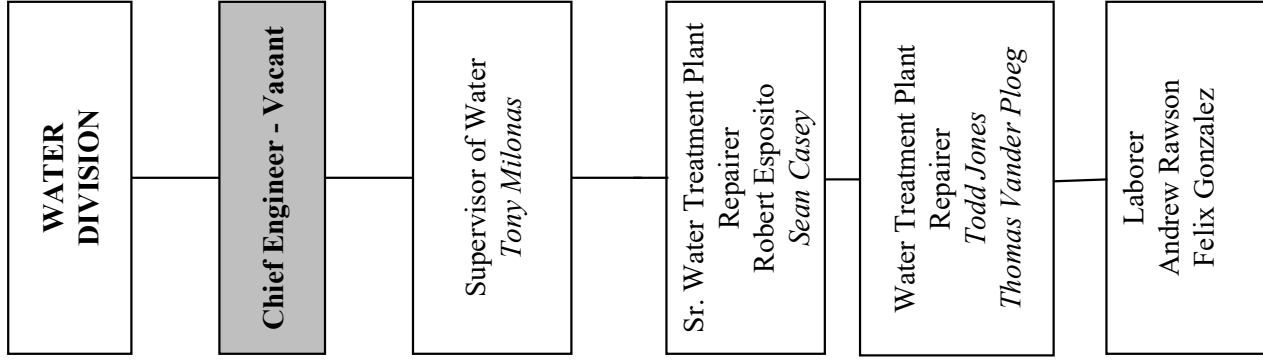 WATER
DIVISION
Chief Engineer - Vacant
Supervisor of Water
Tony Milonas
Sr. Water Treatment Plant
Repairer
Robert Esposito
Sean Casey
Water Treatment Plant
Repairer
Todd Jones
Thomas Vander Ploeg
Laborer
Andrew Rawson
Felix Gonzalez